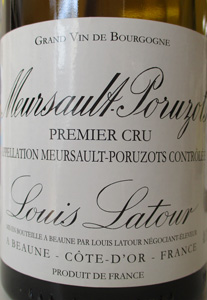 GRAND VIN DE BOURGOGNE
Meursault-Poruzots
PREMIER CRU
APPELLATION MEURSAULT-PORUZOTS CONTRÔLÉE
Louis Latour
MIS EN BOUTEILLE A BEAUNE PAR LOUIS LATOUR NÉGOCIANT-ÉLEVEUR
A BEAUNE - CÔTE-D'OR - FRANCE
PRODUIT DE FRANCE